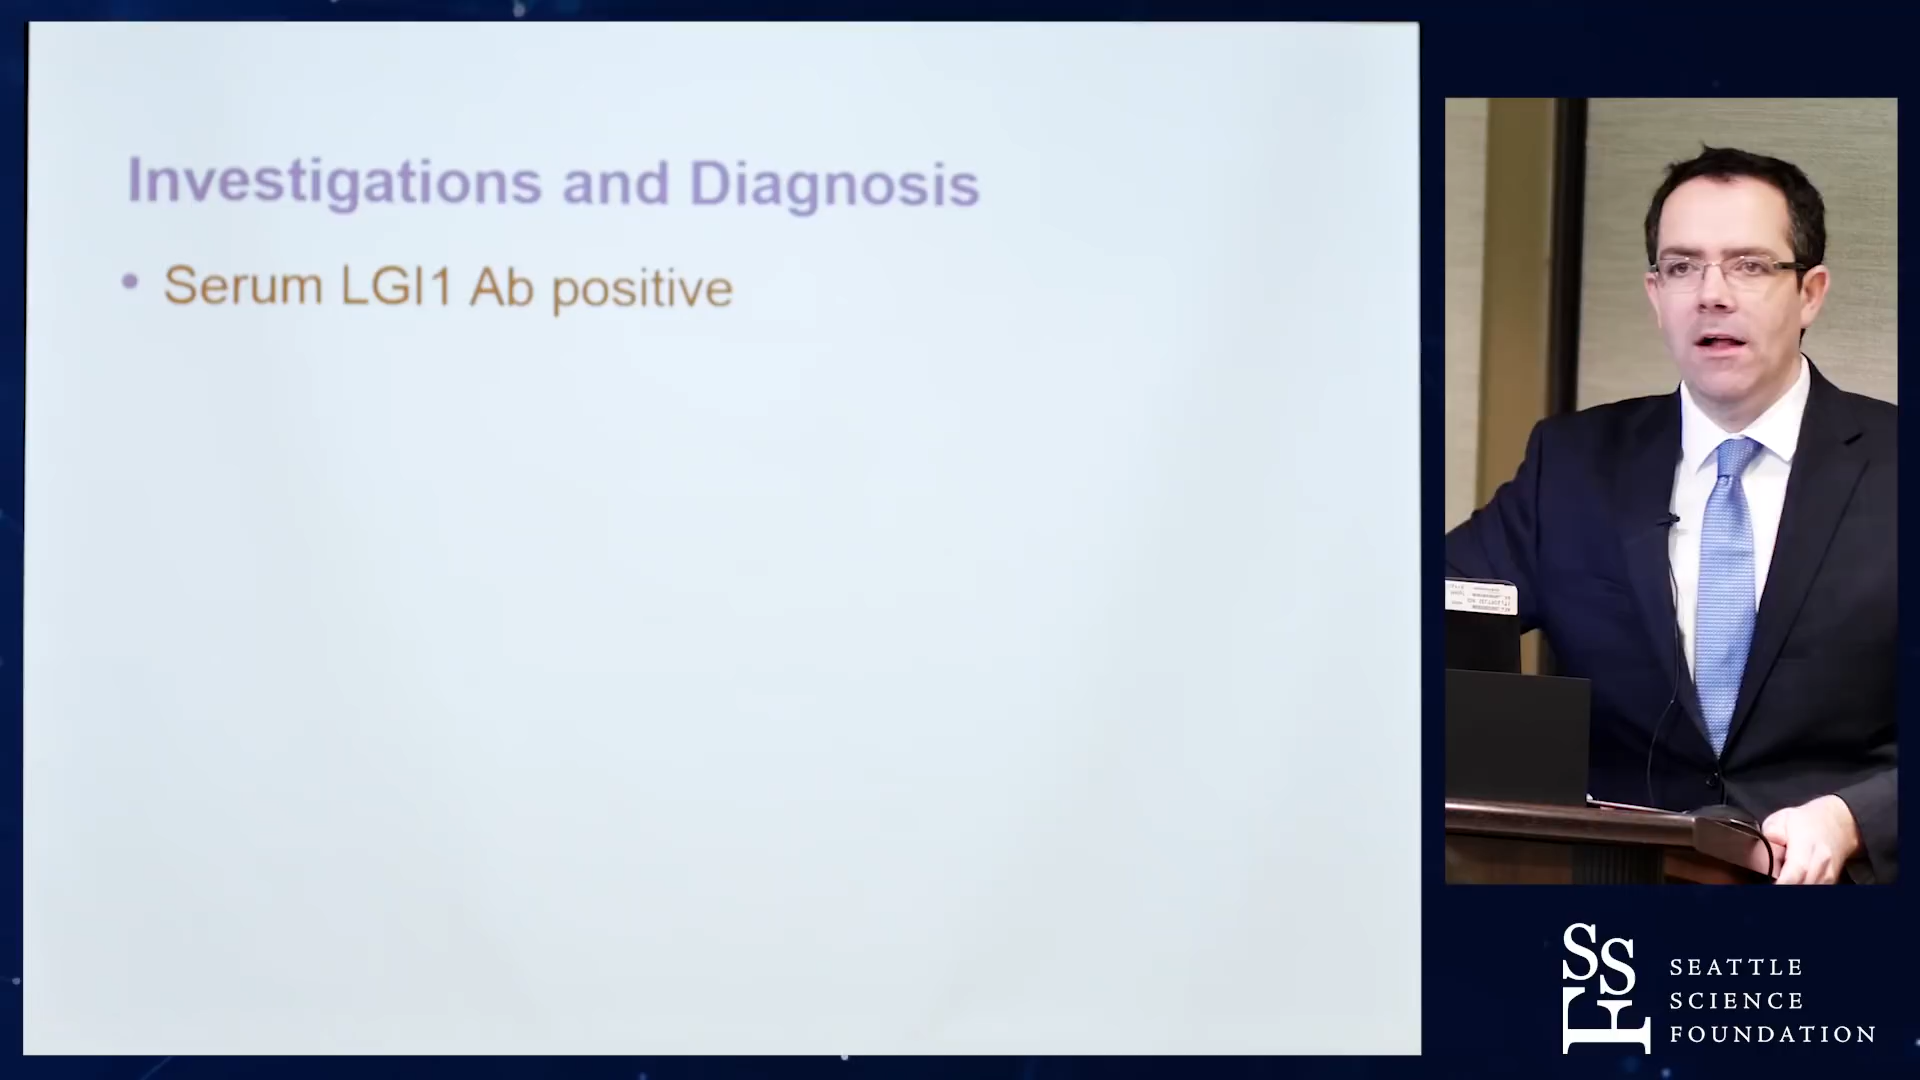 Investigations and Diagnosis
• Serum LGI1 Ab positive
SSF
SEATTLE
SCIENCE
FOUNDATION